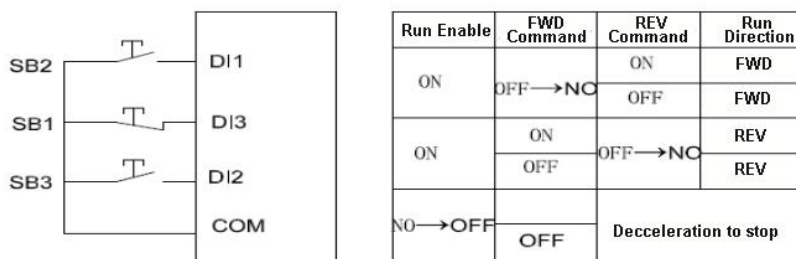 SB2
DI1
SB1
DI3
SB3
DI2
COM
Run Enable
FWD Command
REV Command
Run Direction
ON
OFF→NO
ON
FWD
OFF
FWD
ON
ON
OFF→NO
REV
OFF
REV
NO→OFF
OFF
Decceleration to stop